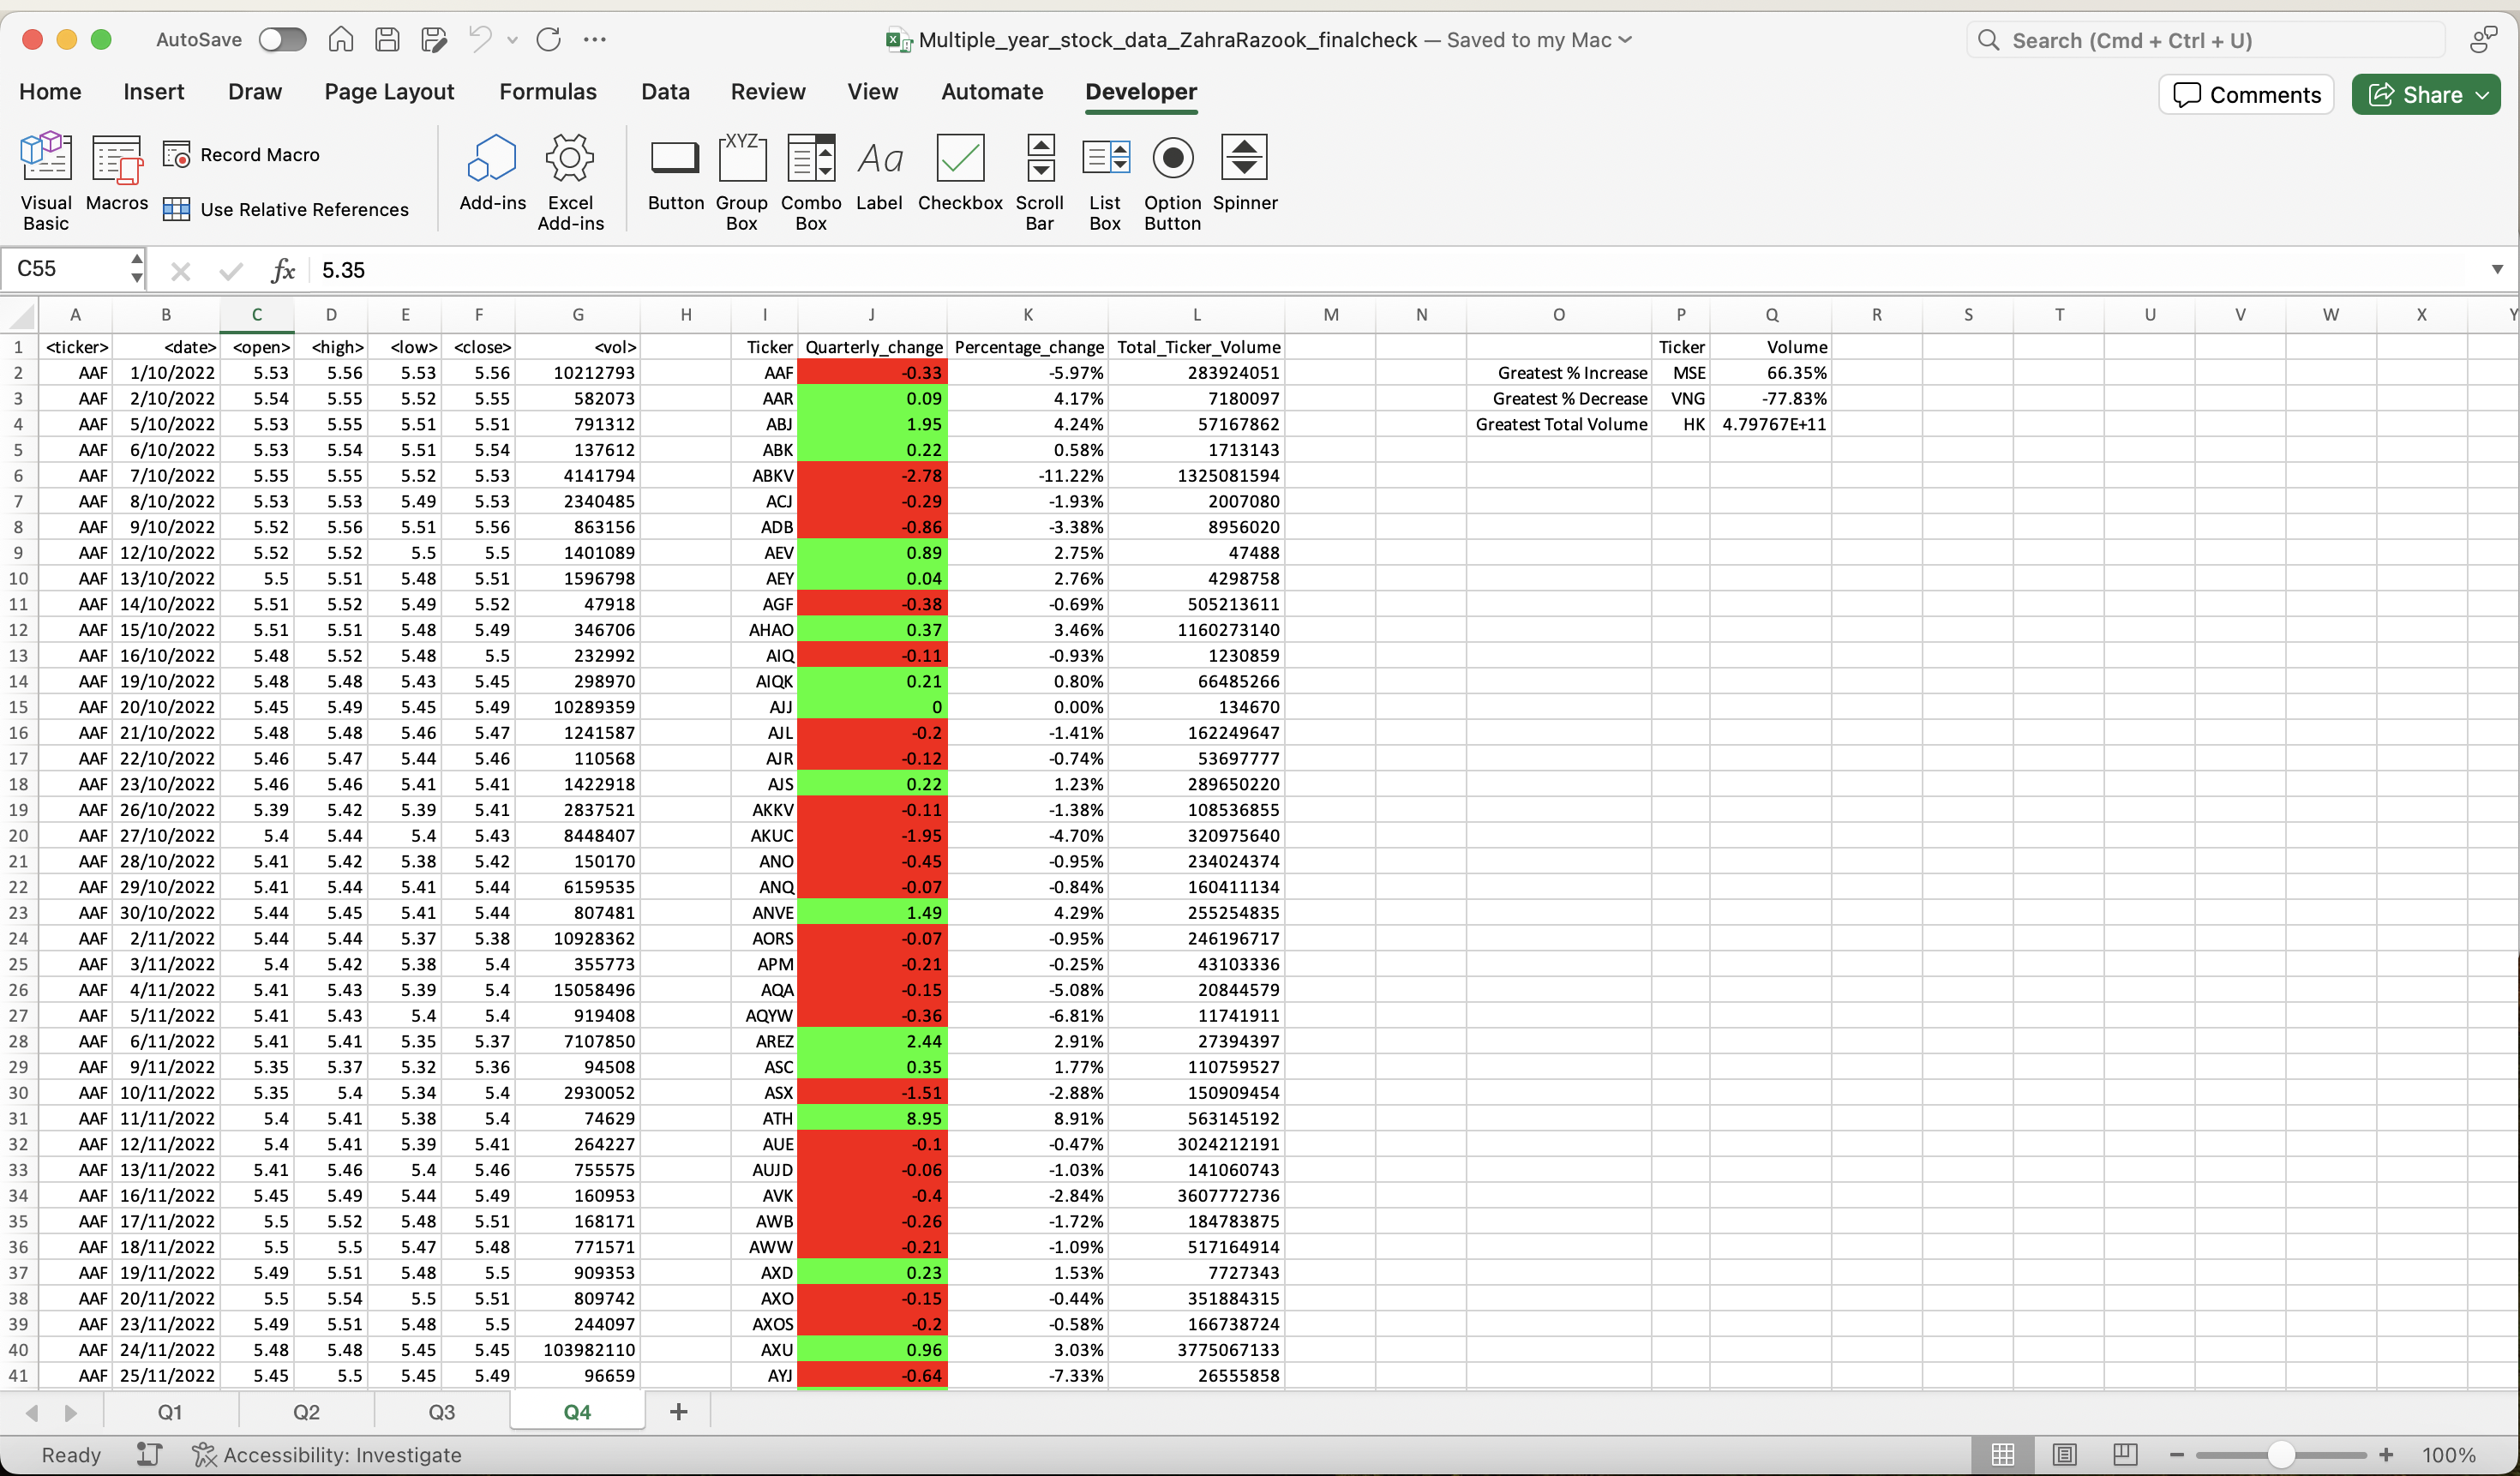 AutoSave Multiple_year_stock_data_ZahraRazook_finalcheck — Saved to my Mac Search (Cmd + Ctrl + U)
Home Insert Draw Page Layout Formulas Data Review View Automate Developer Comments Share
Visual Basic Macros Record Macro Use Relative References Add-ins Excel Add-ins Button Group Box XYZ Combo Box Aa Label Checkbox Scroll Bar List Box Option Button Spinner
C55 fx 5.35
A B C D E F G H I J K L M N O P Q R S T U V W X Y
1 <ticker> <date> <open> <high> <low> <close> <vol> Ticker Quarterly_change Percentage_change Total_Ticker_Volume Ticker Volume
2 AAF 1/10/2022 5.53 5.56 5.53 5.56 10212793 AAF -0.33 -5.97% 283924051 Greatest % Increase MSE 66.35%
3 AAF 2/10/2022 5.54 5.55 5.52 5.55 582073 AAR 0.09 4.17% 7180097 Greatest % Decrease VNG -77.83%
4 AAF 5/10/2022 5.53 5.55 5.51 5.51 791312 ABJ 1.95 4.24% 57167862 Greatest Total Volume HK 4.79767E+11
5 AAF 6/10/2022 5.53 5.54 5.51 5.54 137612 ABK 0.22 0.58% 1713143
6 AAF 7/10/2022 5.55 5.55 5.52 5.53 4141794 ABKV -2.78 -11.22% 1325081594
7 AAF 8/10/2022 5.53 5.53 5.49 5.53 2340485 ACJ -0.29 -1.93% 2007080
8 AAF 9/10/2022 5.52 5.56 5.51 5.56 863156 ADB -0.86 -3.38% 8956020
9 AAF 12/10/2022 5.52 5.52 5.5 5.5 1401089 AEV 0.89 2.75% 47488
10 AAF 13/10/2022 5.5 5.51 5.48 5.51 1596798 AEY 0.04 2.76% 4298758
11 AAF 14/10/2022 5.51 5.52 5.49 5.52 47918 AGF -0.38 -0.69% 505213611
12 AAF 15/10/2022 5.51 5.51 5.48 5.49 346706 AHAO 0.37 3.46% 1160273140
13 AAF 16/10/2022 5.48 5.52 5.48 5.5 232992 AIQ -0.11 -0.93% 1230859
14 AAF 19/10/2022 5.48 5.48 5.43 5.45 298970 AIQK 0.21 0.80% 66485266
15 AAF 20/10/2022 5.45 5.49 5.45 5.49 10289359 AJJ 0 0.00% 134670
16 AAF 21/10/2022 5.48 5.48 5.46 5.47 1241587 AJL -0.2 -1.41% 162249647
17 AAF 22/10/2022 5.46 5.47 5.44 5.46 110568 AJR -0.12 -0.74% 53697777
18 AAF 23/10/2022 5.46 5.46 5.41 5.41 1422918 AJS 0.22 1.23% 289650220
19 AAF 26/10/2022 5.39 5.42 5.39 5.41 2837521 AKKV -0.11 -1.38% 108536855
20 AAF 27/10/2022 5.4 5.44 5.4 5.43 8448407 AKUC -1.95 -4.70% 320975640
21 AAF 28/10/2022 5.41 5.42 5.38 5.42 150170 ANO -0.45 -0.95% 234024374
22 AAF 29/10/2022 5.41 5.44 5.41 5.44 6159535 ANQ -0.07 -0.84% 160411134
23 AAF 30/10/2022 5.44 5.45 5.41 5.44 807481 ANVE 1.49 4.29% 255254835
24 AAF 2/11/2022 5.44 5.44 5.37 5.38 10928362 AORS -0.07 -0.95% 246196717
25 AAF 3/11/2022 5.4 5.42 5.38 5.4 355773 APM -0.21 -0.25% 43103336
26 AAF 4/11/2022 5.41 5.43 5.39 5.4 15058496 AQA -0.15 -5.08% 20844579
27 AAF 5/11/2022 5.41 5.43 5.4 5.4 919408 AQYW -0.36 -6.81% 11741911
28 AAF 6/11/2022 5.41 5.41 5.35 5.37 7107850 AREZ 2.44 2.91% 27394397
29 AAF 9/11/2022 5.35 5.37 5.32 5.36 94508 ASC 0.35 1.77% 110759527
30 AAF 10/11/2022 5.35 5.4 5.34 5.4 2930052 ASX -1.51 -2.88% 150909454
31 AAF 11/11/2022 5.4 5.41 5.38 5.4 74629 ATH 8.95 8.91% 563145192
32 AAF 12/11/2022 5.4 5.41 5.39 5.41 264227 AUE -0.1 -0.47% 3024212191
33 AAF 13/11/2022 5.41 5.46 5.4 5.46 755575 AUJD -0.06 -1.03% 141060743
34 AAF 16/11/2022 5.45 5.49 5.44 5.49 160953 AVK -0.4 -2.84% 3607772736
35 AAF 17/11/2022 5.5 5.52 5.48 5.51 168171 AWB -0.26 -1.72% 184783875
36 AAF 18/11/2022 5.5 5.5 5.47 5.48 771571 AWW -0.21 -1.09% 517164914
37 AAF 19/11/2022 5.49 5.51 5.48 5.5 909353 AXD 0.23 1.53% 7727343
38 AAF 20/11/2022 5.5 5.54 5.5 5.51 809742 AXO -0.15 -0.44% 351884315
39 AAF 23/11/2022 5.49 5.51 5.48 5.5 244097 AXOS -0.2 -0.58% 166738724
40 AAF 24/11/2022 5.48 5.48 5.45 5.45 103982110 AXU 0.96 3.03% 3775067133
41 AAF 25/11/2022 5.45 5.5 5.45 5.49 96659 AYJ -0.64 -7.33% 26555858
Q1 Q2 Q3 Q4 +
Ready Accessibility: Investigate 100%